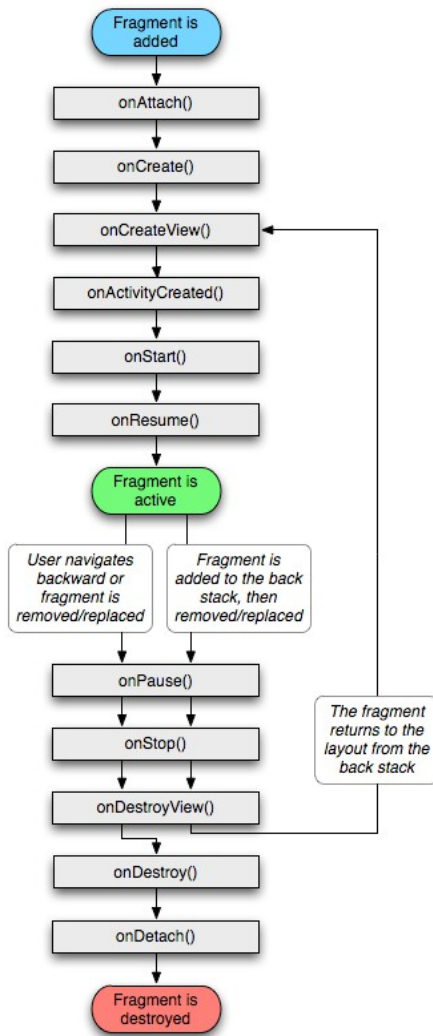 Fragment is
added
onAttach()
onCreate()
onCreateView()
onActivityCreated()
onStart()
onResume()
Fragment is
active
User navigates
backward or
fragment is
removed/replaced
Fragment is
added to the back
stack, then
removed/replaced
onPause()
onStop()
onDestroyView()
The fragment
returns to the
layout from the
back stack
onDestroy()
onDetach()
Fragment is
destroyed